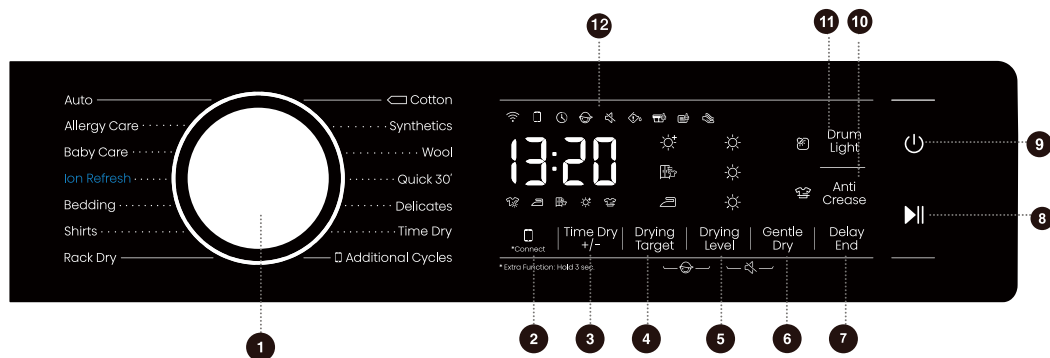 12
11
10
Auto
Cotton
Allergy Care
Synthetics
Baby Care
Wool
Ion Refresh
Quick 30'
Bedding
Delicates
Shirts
Time Dry
Rack Dry
Additional Cycles
13:20
Drum
Light
Anti
Crease
*Connect
Time Dry
+/-
Drying
Target
Drying
Level
Gentle
Dry
Delay
End
* Extra Function: Hold 3 sec.
9
8
1
2
3
4
5
6
7